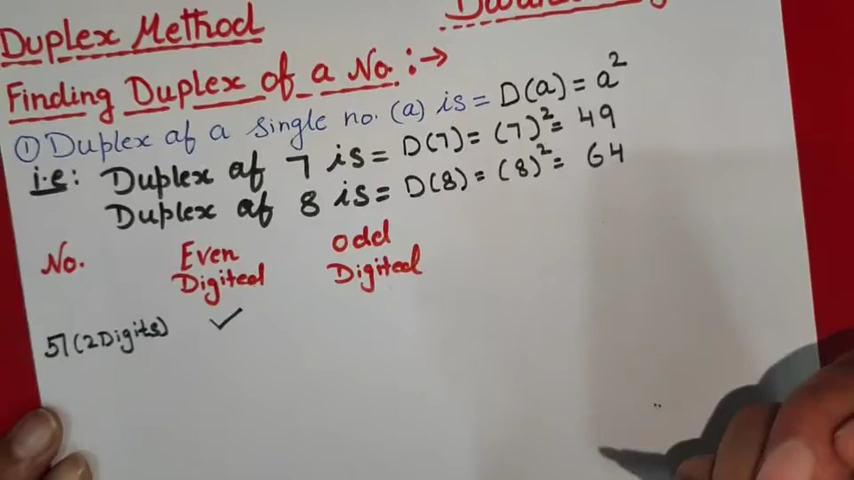 Duplex Method
Finding Duplex of a No. :→
① Duplex of a single no. (a) is = D(a) = a²
i.e: Duplex of 7 is = D(7) = (7)² = 49
Duplex of 8 is = D(8) = (8)² = 64
No. Even Digited odd Digited
51 (2 Digits) ✓